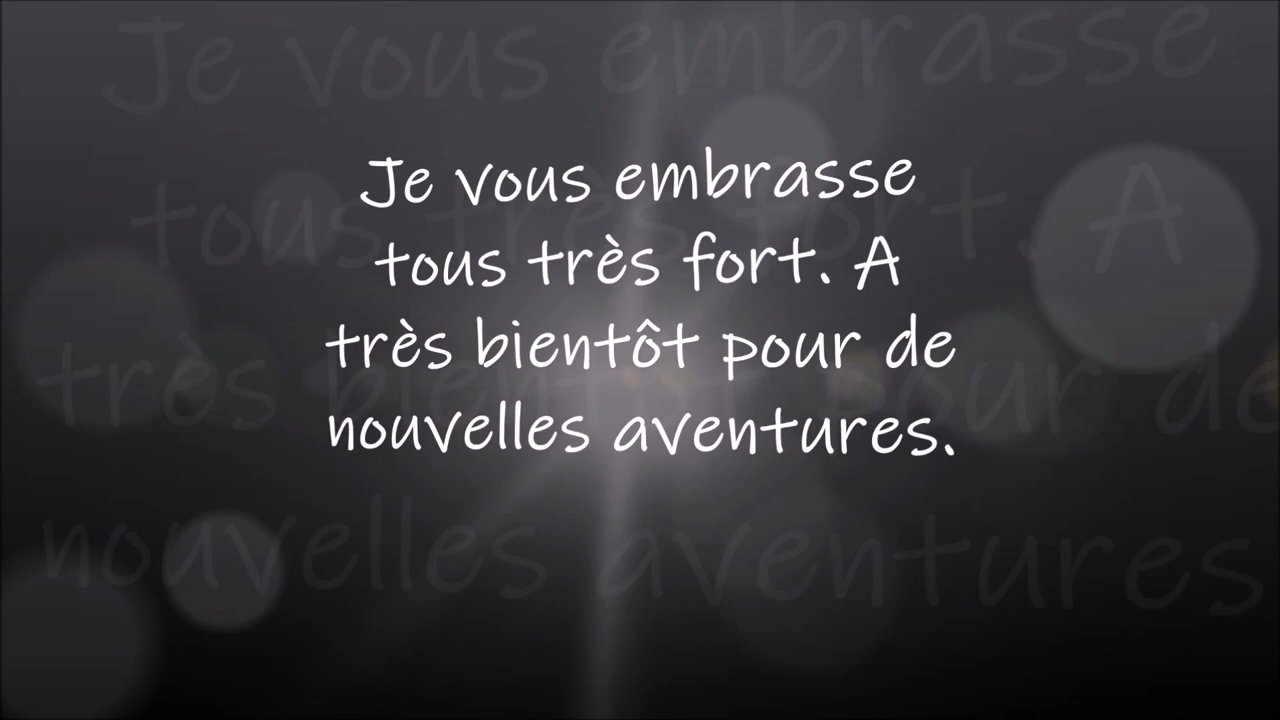 Je vous embrasse
tous très fort. A
très bientôt pour de
nouvelles aventures.